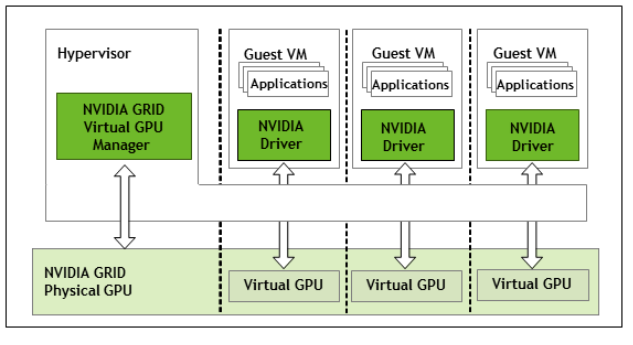 Hypervisor
NVIDIA GRID
Virtual GPU
Manager
Guest VM
Applications
NVIDIA
Driver
Guest VM
Applications
NVIDIA
Driver
Guest VM
Applications
NVIDIA
Driver
NVIDIA GRID
Physical GPU
Virtual GPU
Virtual GPU
Virtual GPU